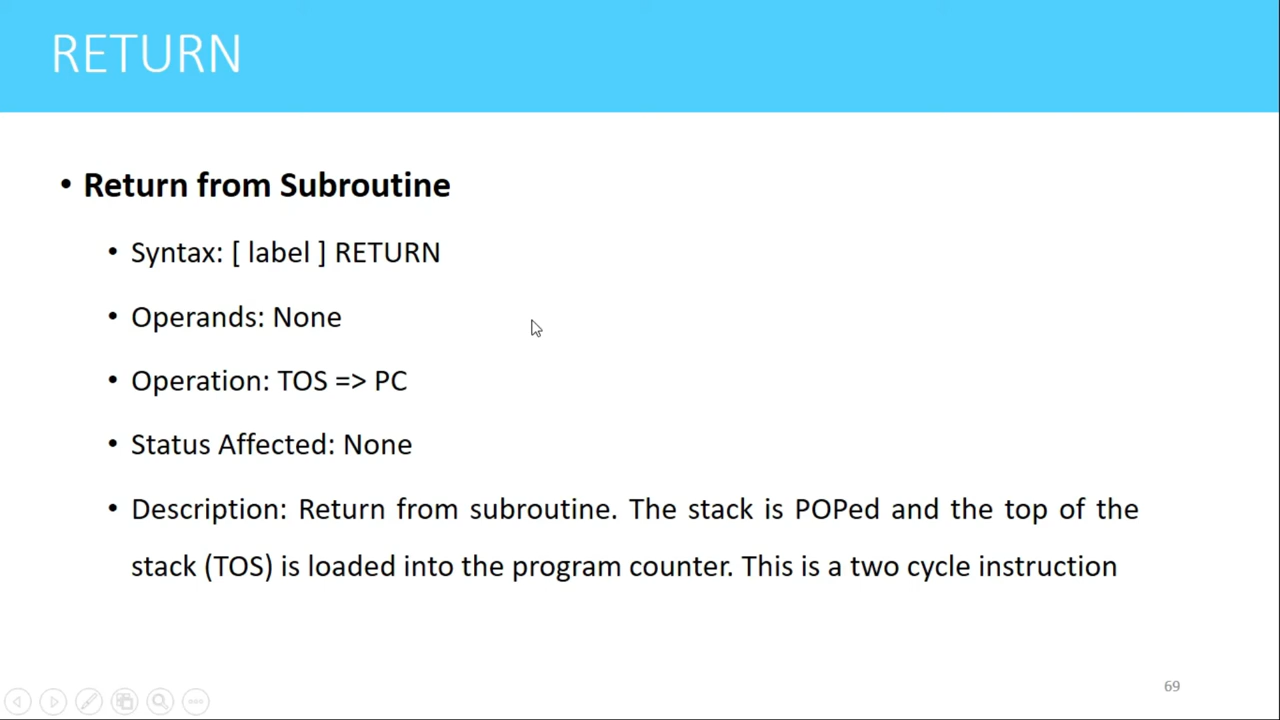 RETURN
• Return from Subroutine
• Syntax: [ label ] RETURN
• Operands: None
• Operation: TOS => PC
• Status Affected: None
• Description: Return from subroutine. The stack is POPed and the top of the
stack (TOS) is loaded into the program counter. This is a two cycle instruction
69